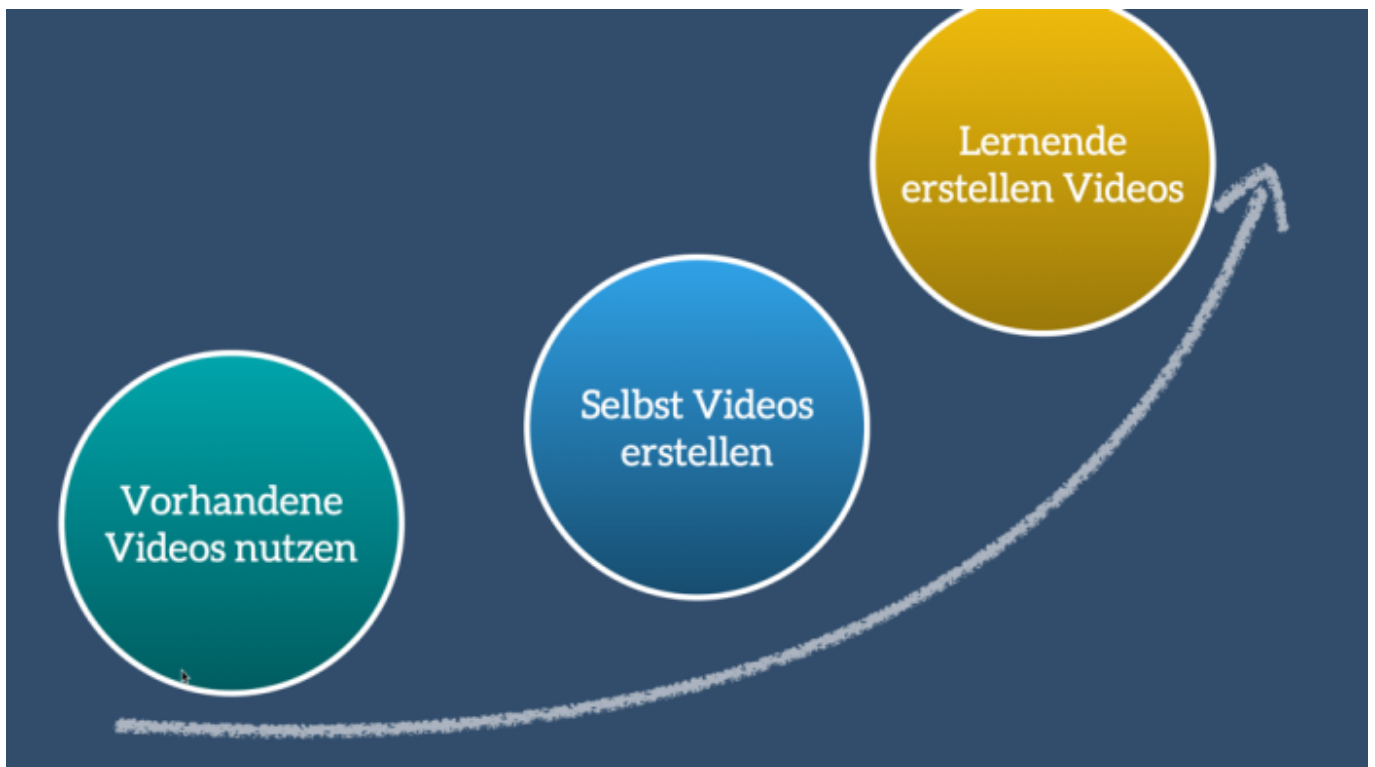 Vorhandene
Videos nutzen
Selbst Videos
erstellen
Lernende
erstellen Videos